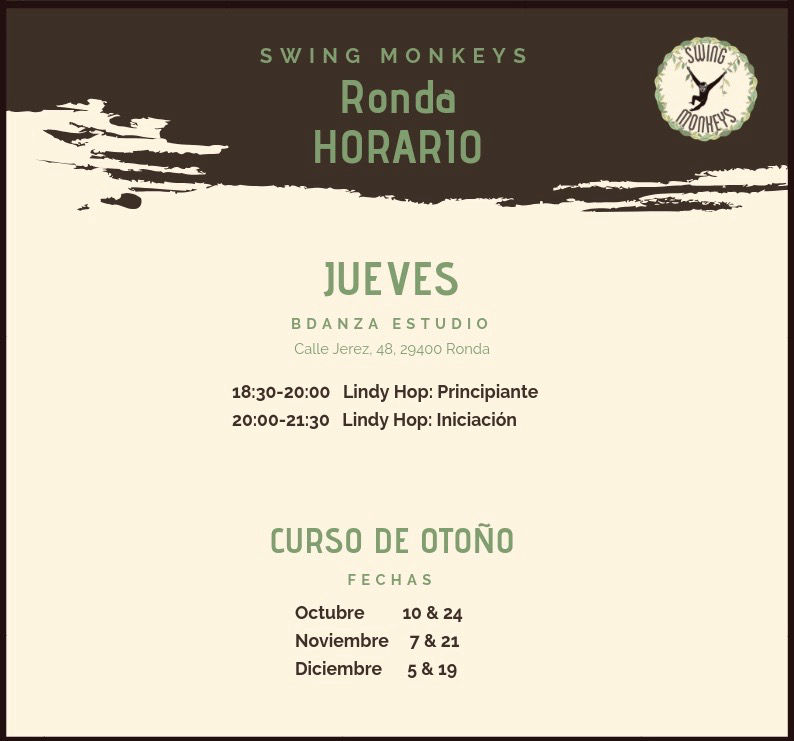 SWING MONKEYS
Ronda
HORARIO
SWING
MONKEYS
JUEVES
BDANZA ESTUDIO
Calle Jerez, 48, 29400 Ronda
18:30-20:00 Lindy Hop: Principiante
20:00-21:30 Lindy Hop: Iniciación
CURSO DE OTOÑO
FECHAS
Octubre 10 & 24
Noviembre 7 & 21
Diciembre 5 & 19